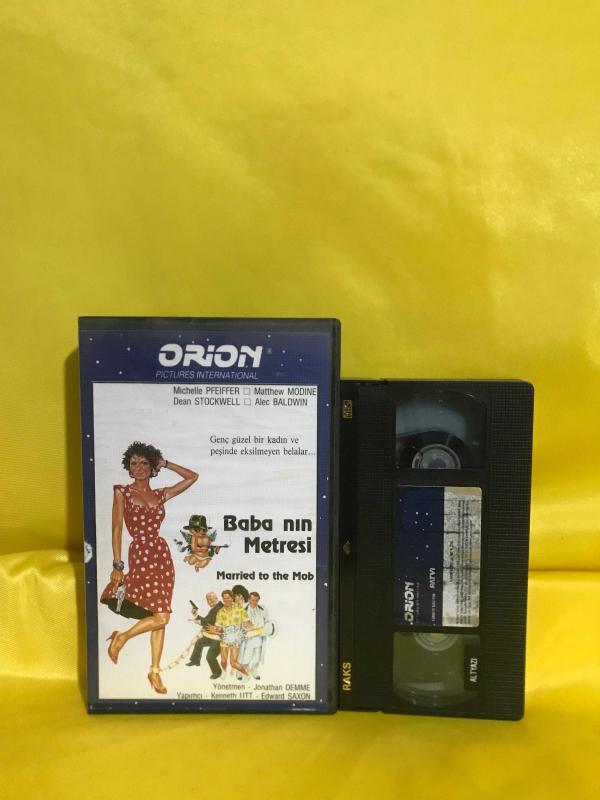 ORION
PICTURES INTERNATIONAL
Michelle PFEIFFER □ Matthew MODINE
Dean STOCKWELL □ Alec BALDWIN
Genç güzel bir kadın ve
peşinde eksilmeyen belalar...
Baba nın
Metresi
Married to the Mob
Yönetmen - Jonathan DEMME
Yapımcı - Kenneth UTT - Edward SAXON
RAKS
ORION
ALTYAZI